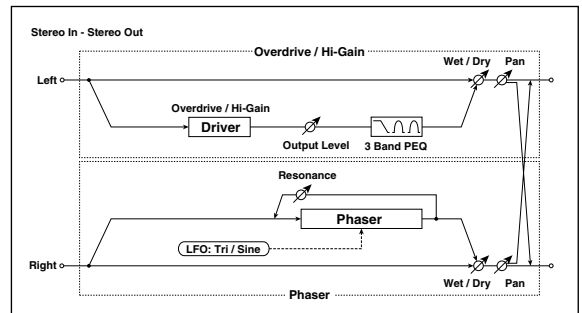 Stereo In - Stereo Out
Overdrive / Hi-Gain
Wet / Dry Pan
Left
Overdrive / Hi-Gain
Driver
Output Level
3 Band PEQ
Resonance
Phaser
LFO: Tri / Sine
Right
Wet / Dry Pan
Phaser